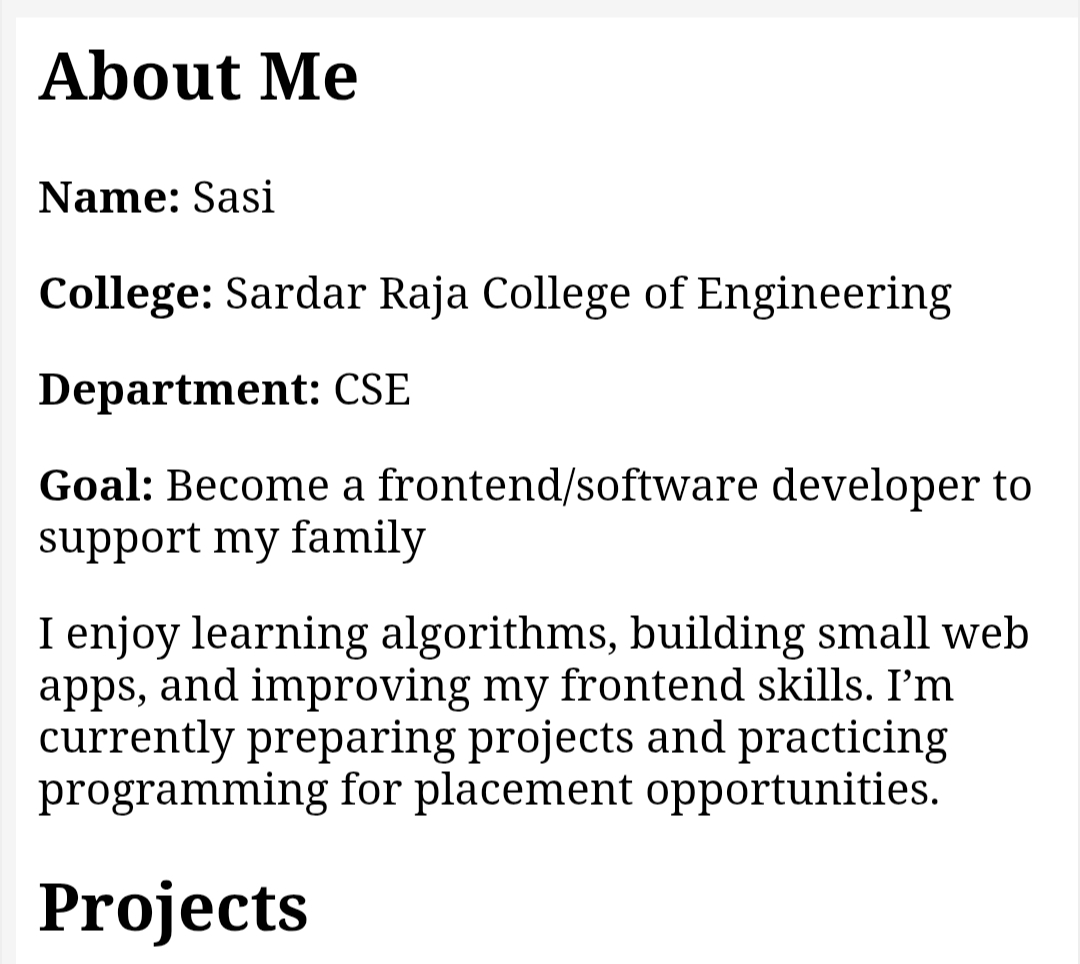 About Me
Name: Sasi
College: Sardar Raja College of Engineering
Department: CSE
Goal: Become a frontend/software developer to
support my family
I enjoy learning algorithms, building small web
apps, and improving my frontend skills. I’m
currently preparing projects and practicing
programming for placement opportunities.
Projects